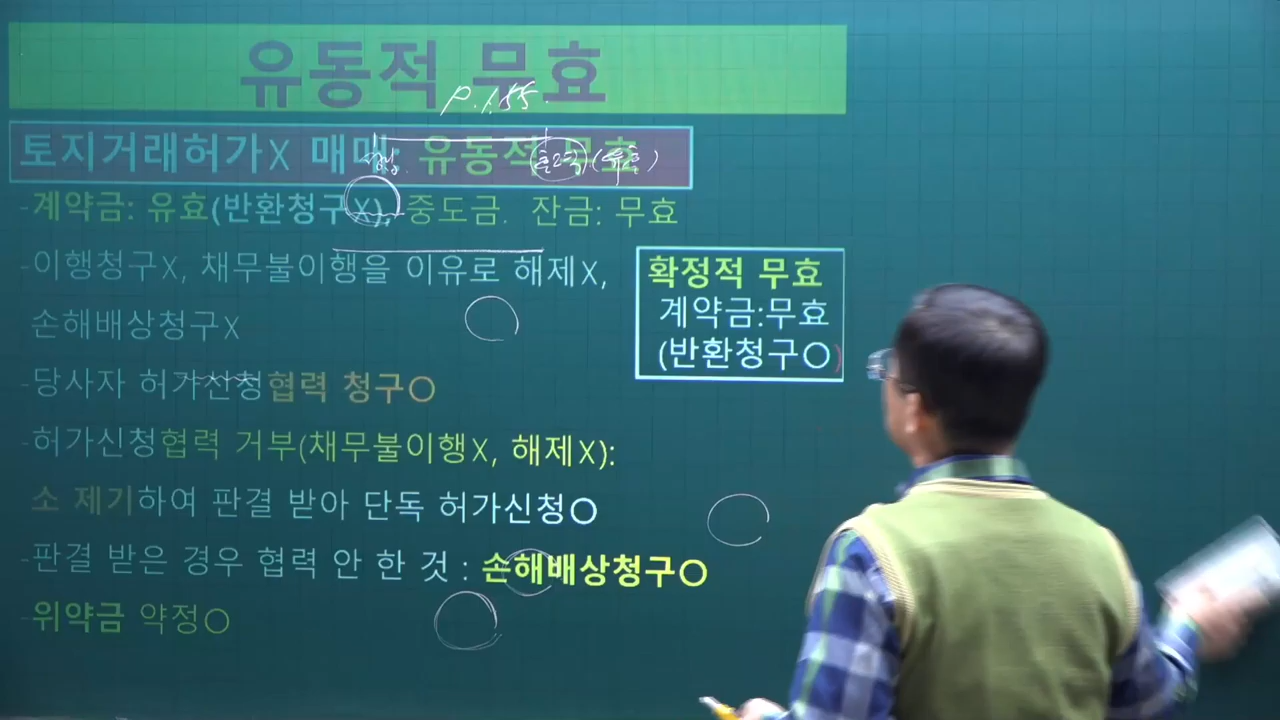 유동적 무효
P.155.
토지거래허가X 매매: 유동적 무효
(유효)
-계약금: 유효(반환청구X), 중도금. 잔금: 무효
-이행청구X, 채무불이행을 이유로 해제X,
손해배상청구X
확정적 무효
계약금:무효
(반환청구O)
-당사자 허가신청협력 청구O
-허가신청협력 거부(채무불이행X, 해제X):
소 제기하여 판결 받아 단독 허가신청O
-판결 받은 경우 협력 안 한 것 : 손해배상청구O
-위약금 약정O